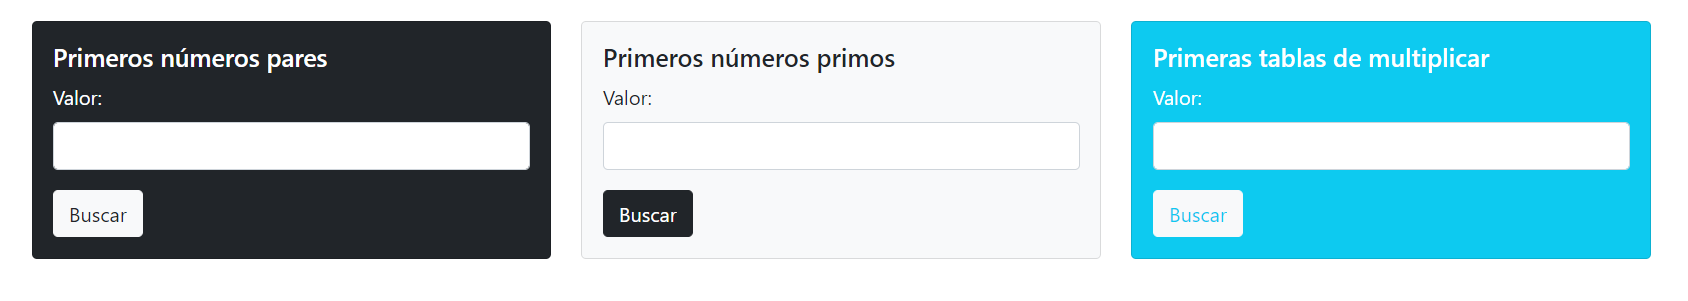 Primeros números pares
Valor:
Buscar
Primeros números primos
Valor:
Buscar
Primeras tablas de multiplicar
Valor:
Buscar